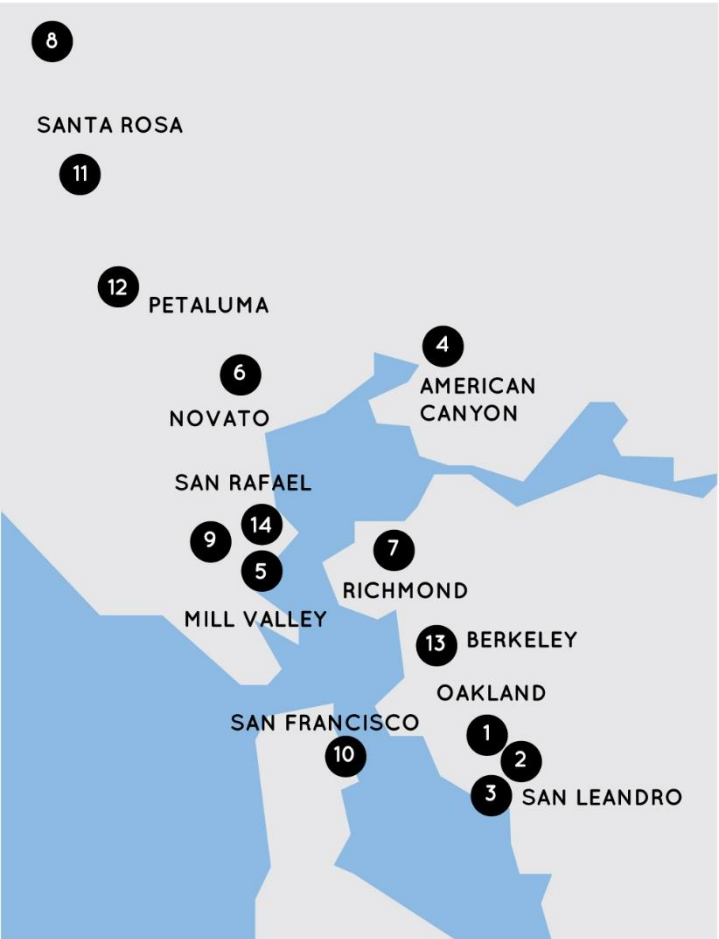 8
SANTA ROSA
11
12
PETALUMA
4
6
AMERICAN
CANYON
NOVATO
SAN RAFAEL
14
9
7
5
RICHMOND
MILL VALLEY
13 BERKELEY
OAKLAND
SAN FRANCISCO
1
10
2
3 SAN LEANDRO